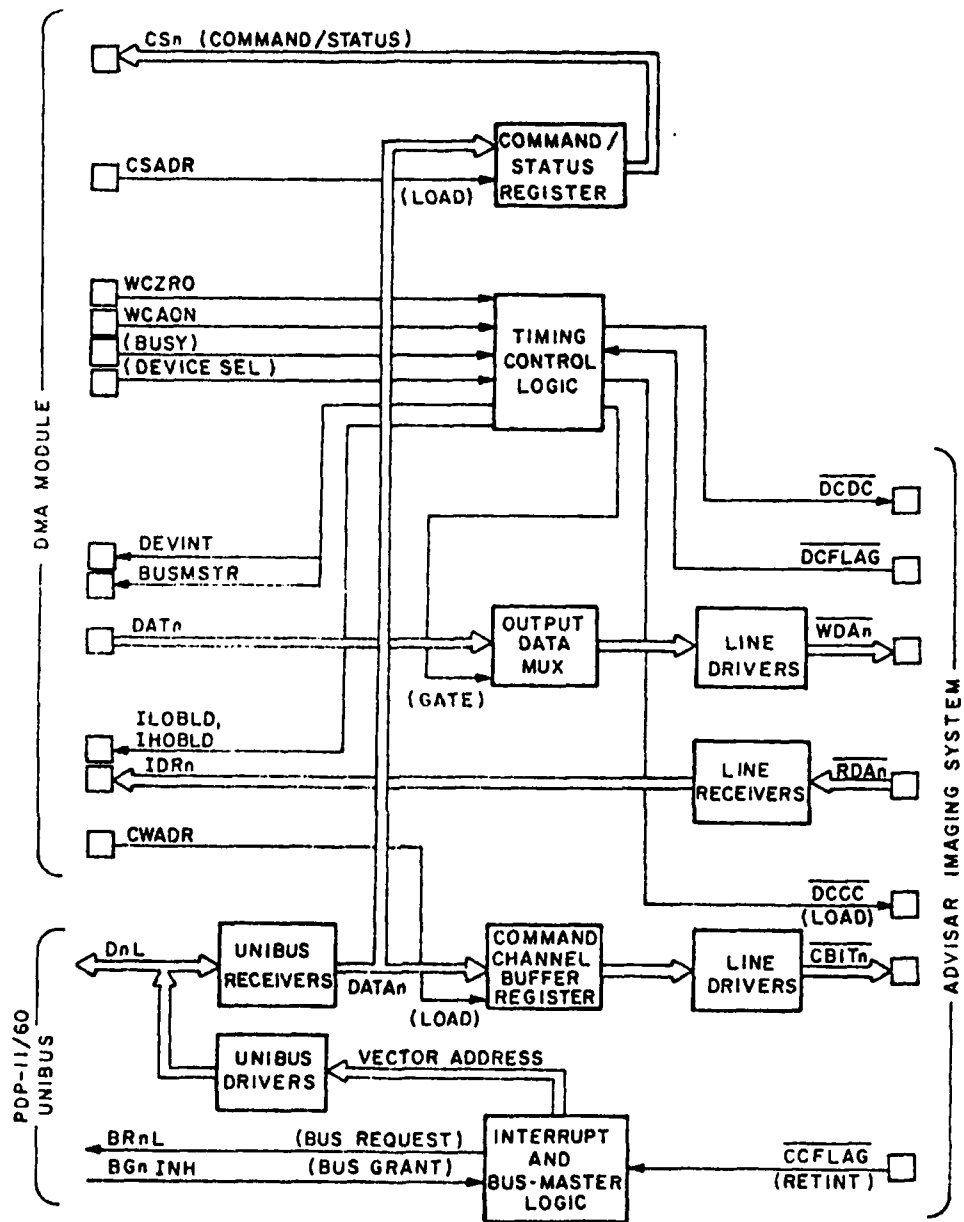 CSn (COMMAND/STATUS)
COMMAND/
STATUS
REGISTER
CSADR
(LOAD)
WCZRO
WCAON
(BUSY)
(DEVICE SEL)
TIMING
CONTROL
LOGIC
DMA MODULE
DCDC
DEVINT
DCFLAG
BUSMSTR
DATn
OUTPUT
DATA
MUX
LINE
DRIVERS
WDAn
(GATE)
ILOBLD,
IHOBLD
IDRn
LINE
RECEIVERS
RDAn
ADVISAR IMAGING SYSTEM
CWADR
DCCC
(LOAD)
DnL
UNIBUS
RECEIVERS
DATAn
COMMAND
CHANNEL
BUFFER
REGISTER
LINE
DRIVERS
CBITn
(LOAD)
PDP-11/60
UNIBUS
UNIBUS
DRIVERS
VECTOR ADDRESS
BRnL
(BUS REQUEST)
BGn INH
(BUS GRANT)
INTERRUPT
AND
BUS-MASTER
LOGIC
CCFLAG
(RETINT)